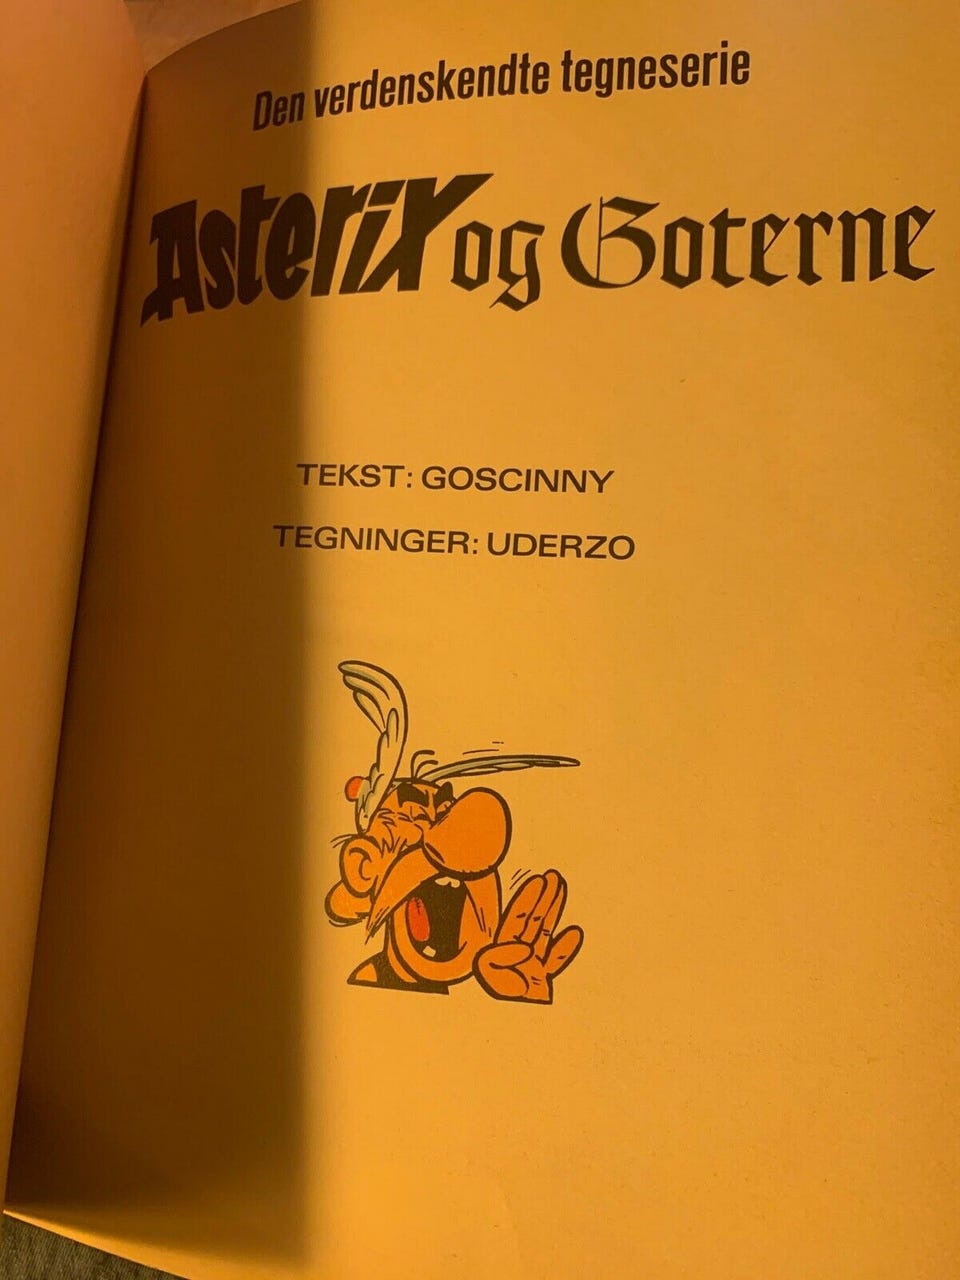 Den verdenskendte tegneserie
Asterix og Goterne
TEKST: GOSCINNY
TEGNINGER: UDERZO